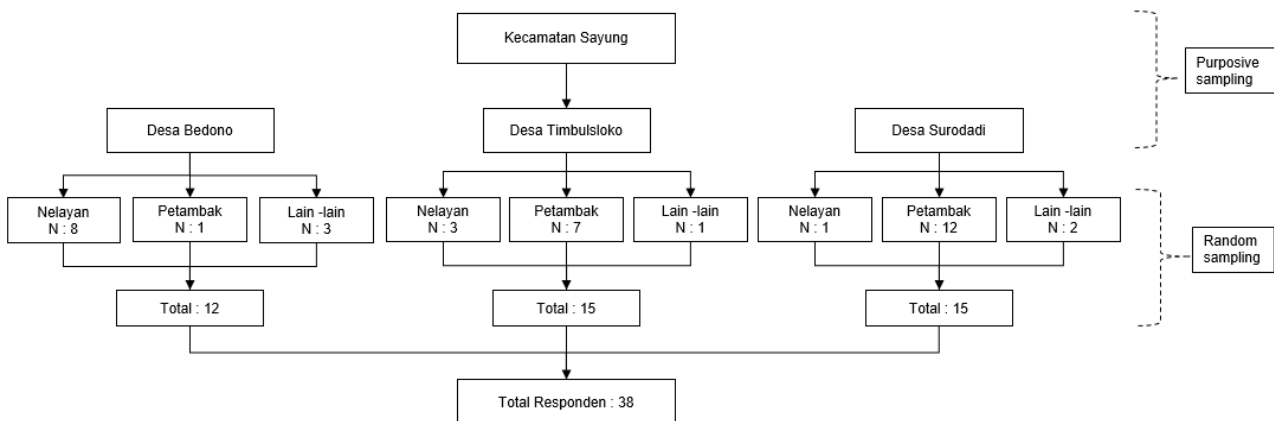 Kecamatan Sayung
Purposive
sampling
Desa Bedono
Desa Timbulsloko
Desa Surodadi
Nelayan
N : 8
Petambak
N : 1
Lain -lain
N : 3
Nelayan
N : 3
Petambak
N : 7
Lain -lain
N : 1
Nelayan
N : 1
Petambak
N : 12
Lain -lain
N : 2
Random
sampling
Total : 12
Total : 15
Total : 15
Total Responden : 38